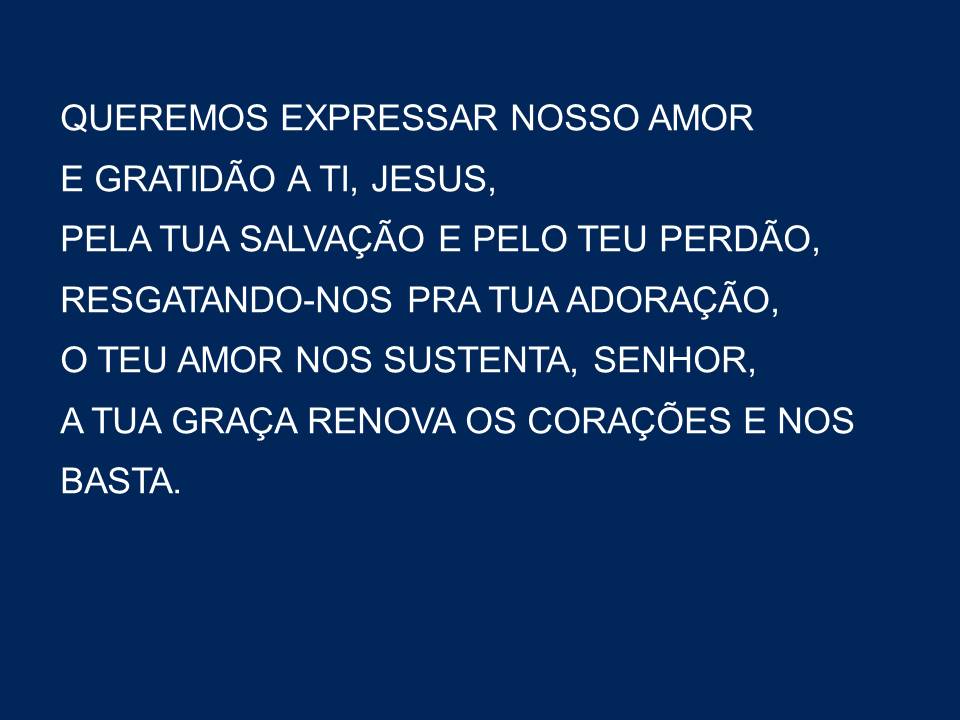 QUEREMOS EXPRESSAR NOSSO AMOR
E GRATIDÃO A TI, JESUS,
PELA TUA SALVAÇÃO E PELO TEU PERDÃO,
RESGATANDO-NOS PRA TUA ADORAÇÃO,
O TEU AMOR NOS SUSTENTA, SENHOR,
A TUA GRAÇA RENOVA OS CORAÇÕES E NOS
BASTA.